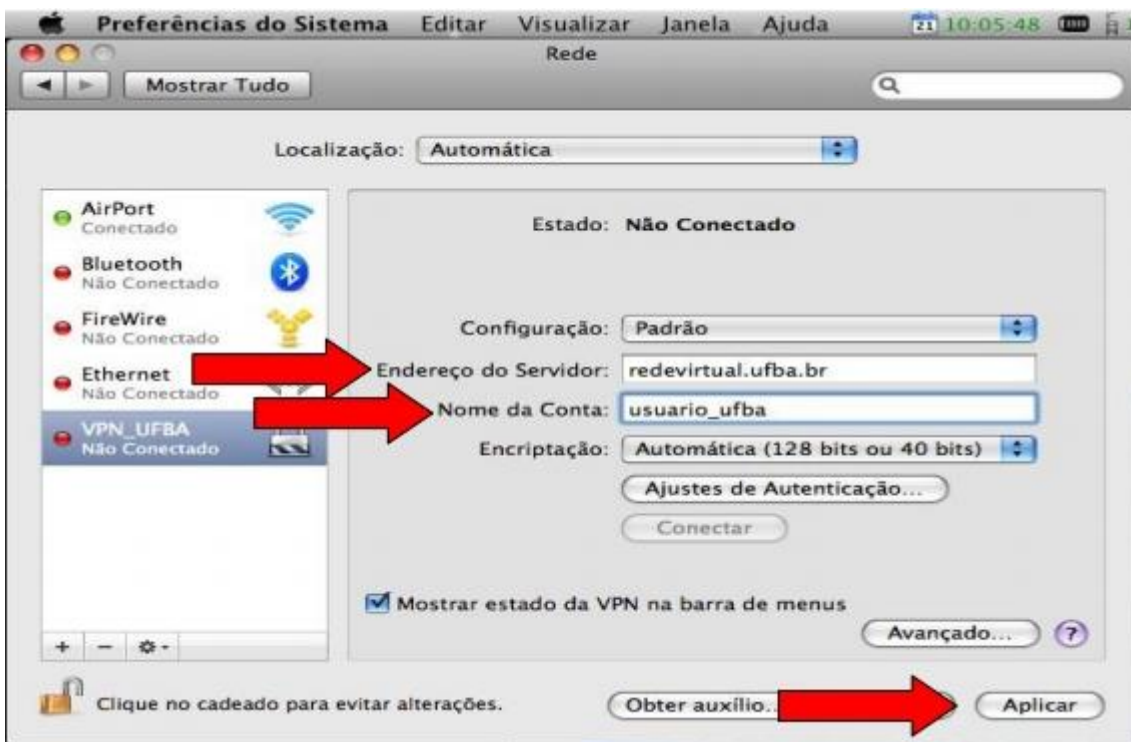 Preferências do Sistema Editar Visualizar Janela Ajuda 21 10:05:48
Rede
Mostrar Tudo
Localização: Automática
AirPort
Conectado
Bluetooth
Não Conectado
FireWire
Não Conectado
Ethernet
Não Conectado
VPN_UFBA
Não Conectado
Estado: Não Conectado
Configuração: Padrão
Endereço do Servidor: redevirtual.ufba.br
Nome da Conta: usuario_ufba
Encriptação: Automática (128 bits ou 40 bits)
Ajustes de Autenticação...
Conectar
Mostrar estado da VPN na barra de menus
Avançado... ?
Clique no cadeado para evitar alterações.
Obter auxílio...
Aplicar